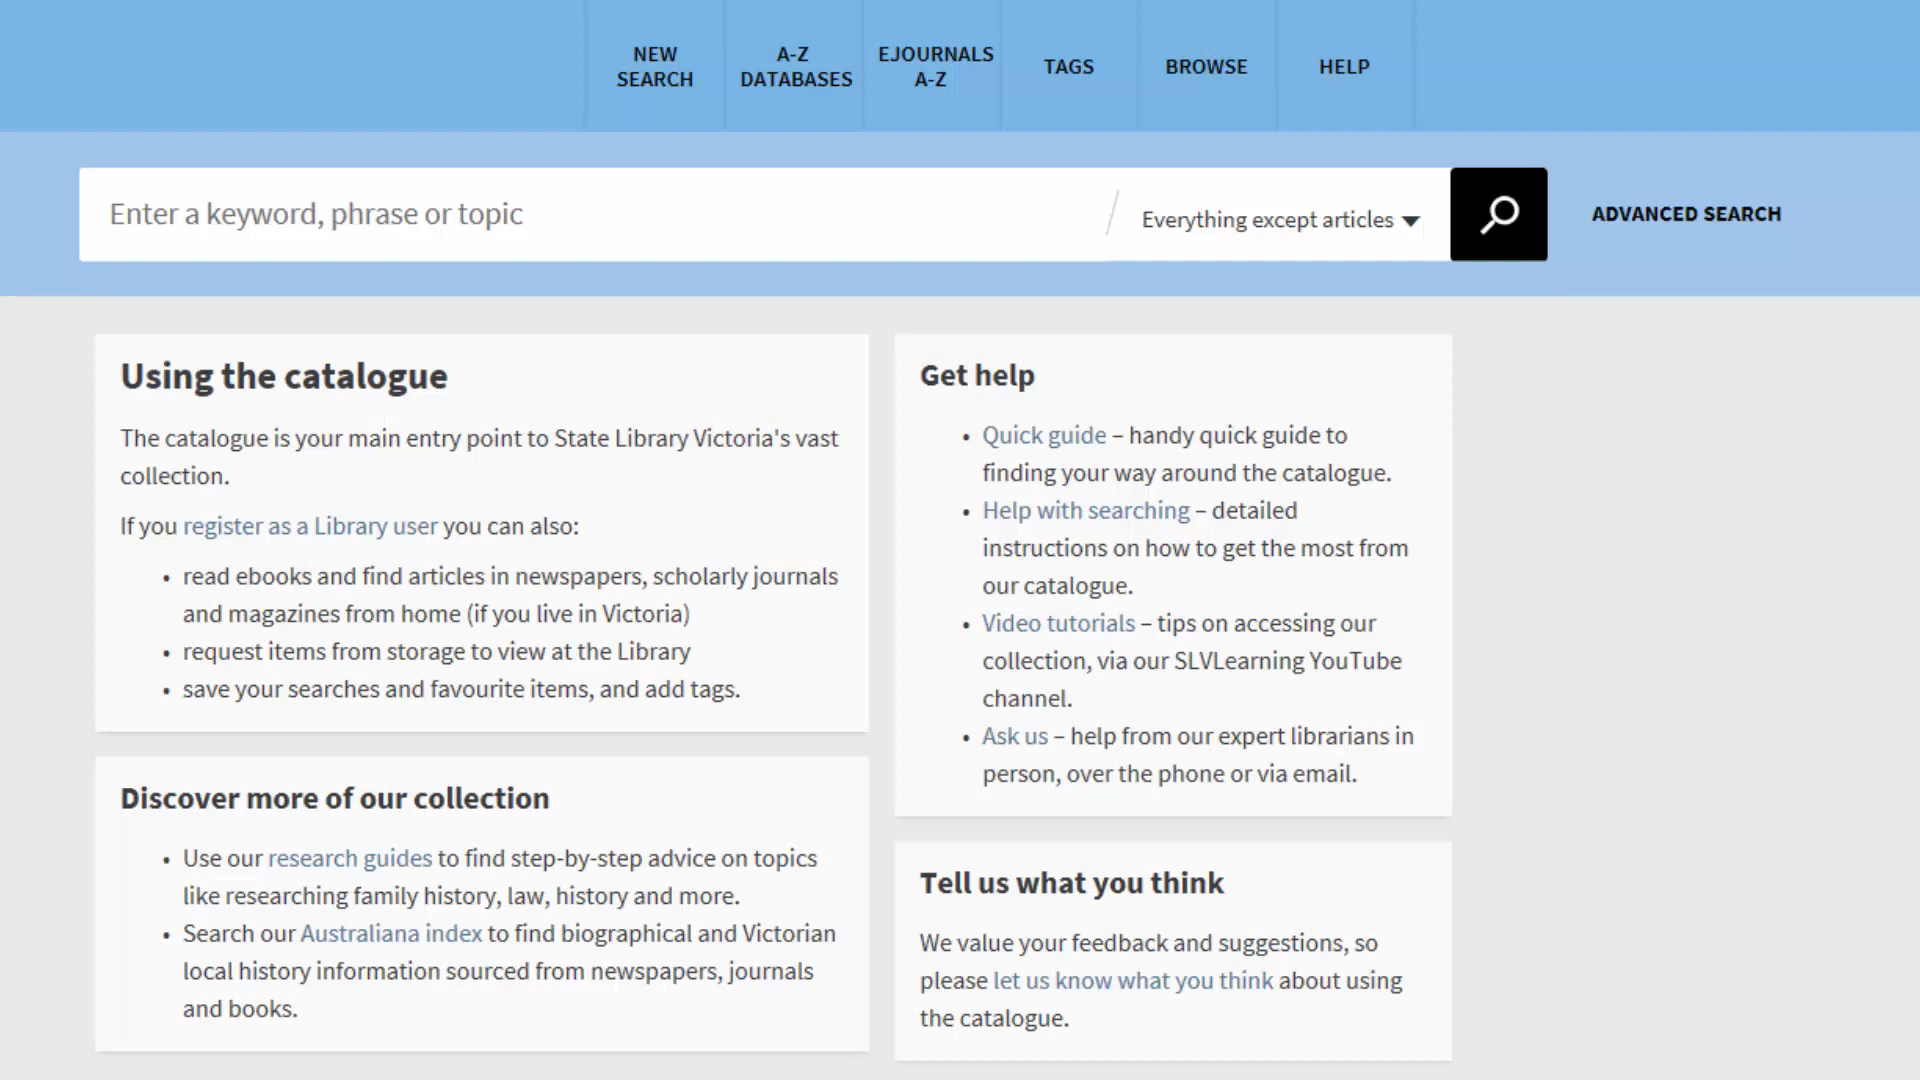 NEW
SEARCH
A-Z
DATABASES
EJOURNALS
A-Z
TAGS
BROWSE
HELP
Enter a keyword, phrase or topic
Everything except articles
ADVANCED SEARCH
Using the catalogue
The catalogue is your main entry point to State Library Victoria's vast
collection.
If you register as a Library user you can also:
• read ebooks and find articles in newspapers, scholarly journals
and magazines from home (if you live in Victoria)
• request items from storage to view at the Library
• save your searches and favourite items, and add tags.
Discover more of our collection
• Use our research guides to find step-by-step advice on topics
like researching family history, law, history and more.
• Search our Australiana index to find biographical and Victorian
local history information sourced from newspapers, journals
and books.
Get help
• Quick guide – handy quick guide to
finding your way around the catalogue.
• Help with searching – detailed
instructions on how to get the most from
our catalogue.
• Video tutorials – tips on accessing our
collection, via our SLVLearning YouTube
channel.
• Ask us – help from our expert librarians in
person, over the phone or via email.
Tell us what you think
We value your feedback and suggestions, so
please let us know what you think about using
the catalogue.